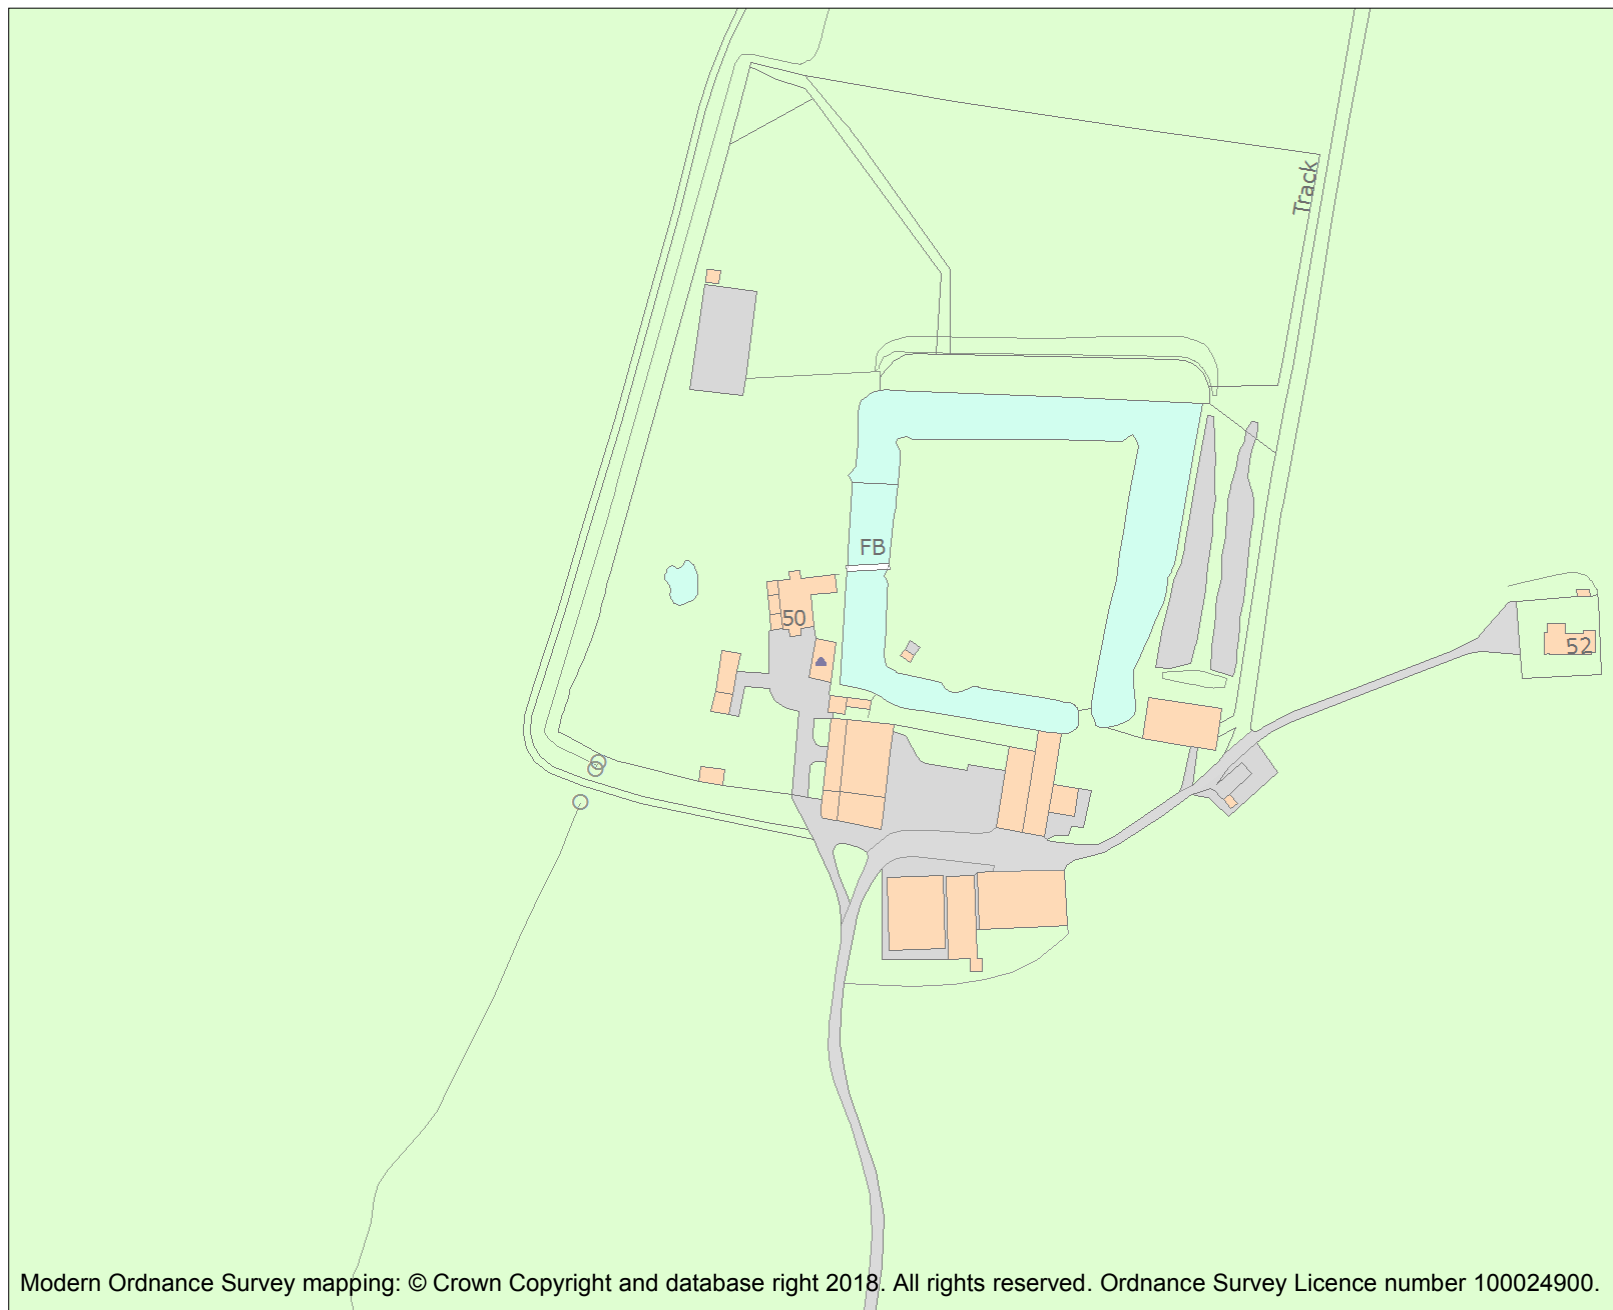 Track
FB
50
52
Modern Ordnance Survey mapping: © Crown Copyright and database right 2018. All rights reserved. Ordnance Survey Licence number 100024900.